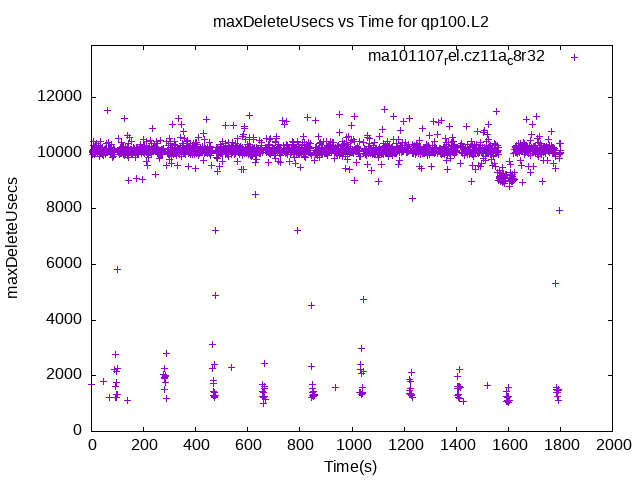 maxDeleteUsecs vs Time for qp100.L2
ma101107rel.cz11ac8r32
12000
10000
8000
6000
4000
2000
0
maxDeleteUsecs
0 200 400 600 800 1000 1200 1400 1600 1800 2000
Time(s)